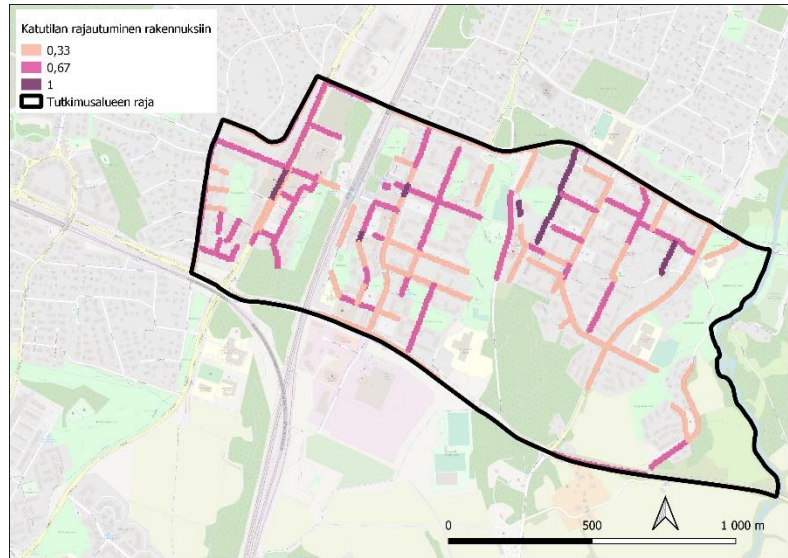 Katutilan rajautuminen rakennuksiin
0,33
0,67
1
Tutkimusalueen raja
0
500
1 000 m